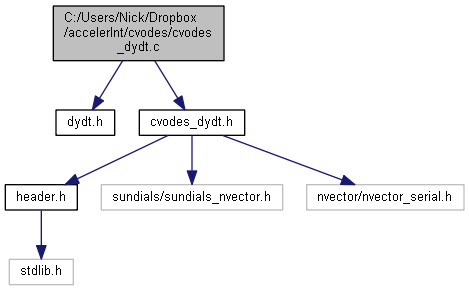 C:/Users/Nick/Dropbox
/accelerInt/cvodes/cvodes
_dydt.c
dydt.h
cvodes_dydt.h
header.h
sundials/sundials_nvector.h
nvector/nvector_serial.h
stdlib.h